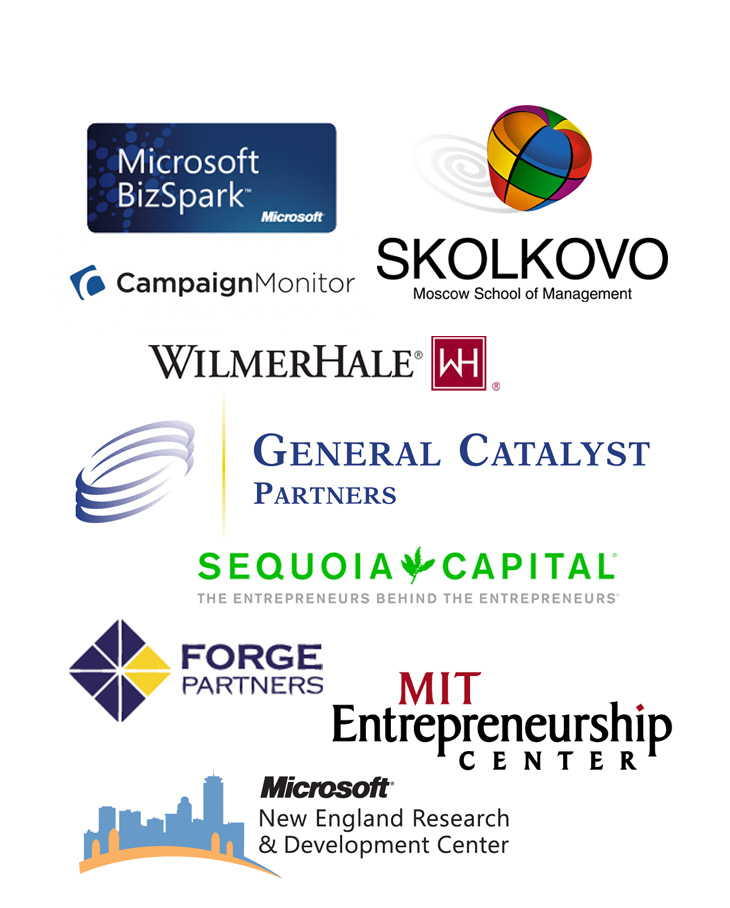 Microsoft
BizSpark™
Microsoft®
SKOLKOVO
Moscow School of Management
CampaignMonitor
WILMERHALE® WH®
GENERAL CATALYST
PARTNERS
SEQUOIA CAPITAL®
THE ENTREPRENEURS BEHIND THE ENTREPRENEURS®
FORGE
PARTNERS
MIT
Entrepreneurship
CENTER
Microsoft®
New England Research
& Development Center